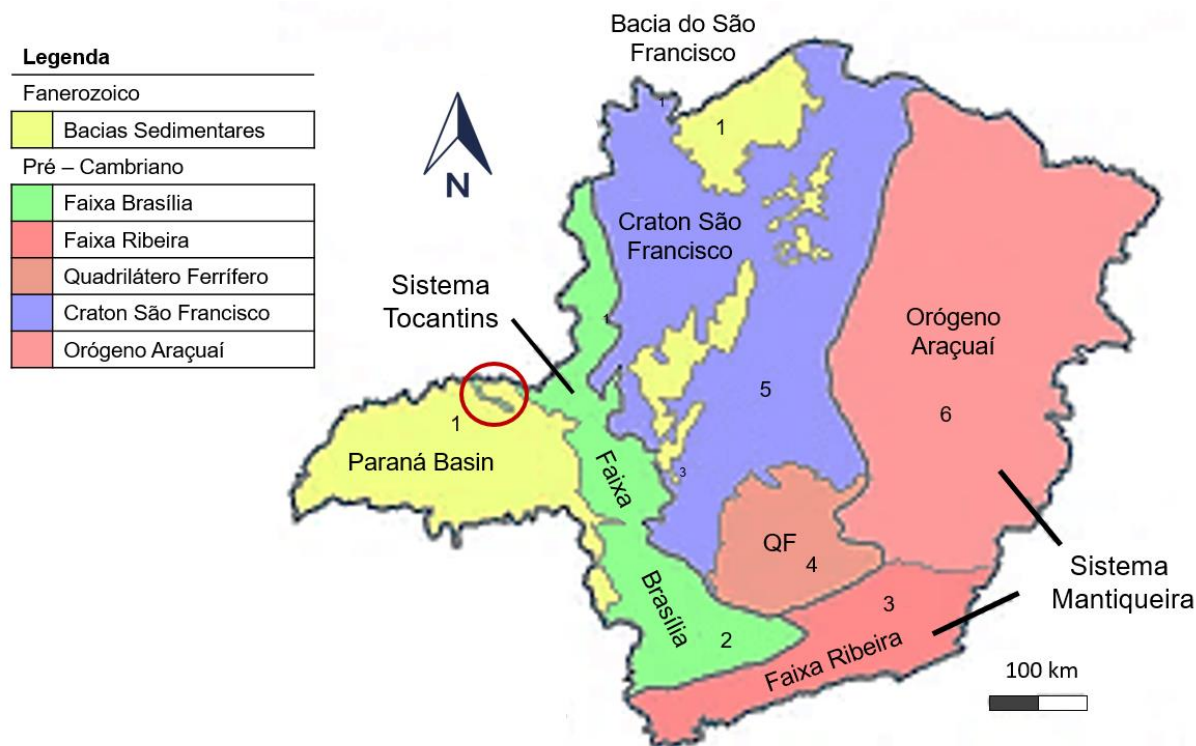 Legenda
Fanerozoico
Bacias Sedimentares
Pré – Cambriano
Faixa Brasília
Faixa Ribeira
Quadrilátero Ferrífero
Craton São Francisco
Orógeno Araçuaí
N
Bacia do São
Francisco
1
1
Craton São
Francisco
Sistema
Tocantins
1
Orógeno
Araçuaí
5
6
1
Paraná Basin
3
Faixa
QF
4
Sistema
Mantiqueira
3
Brasília
2
Faixa Ribeira
100 km